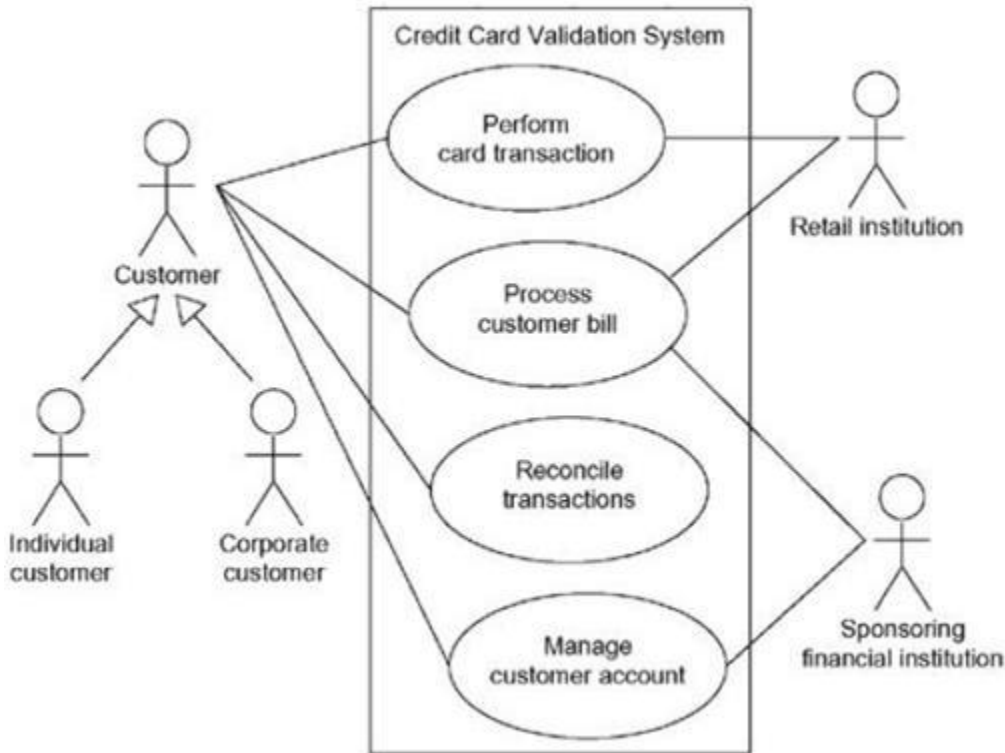 Credit Card Validation System
Perform
card transaction
Retail institution
Customer
Process
customer bill
Individual
customer
Corporate
customer
Reconcile
transactions
Sponsoring
financial institution
Manage
customer account